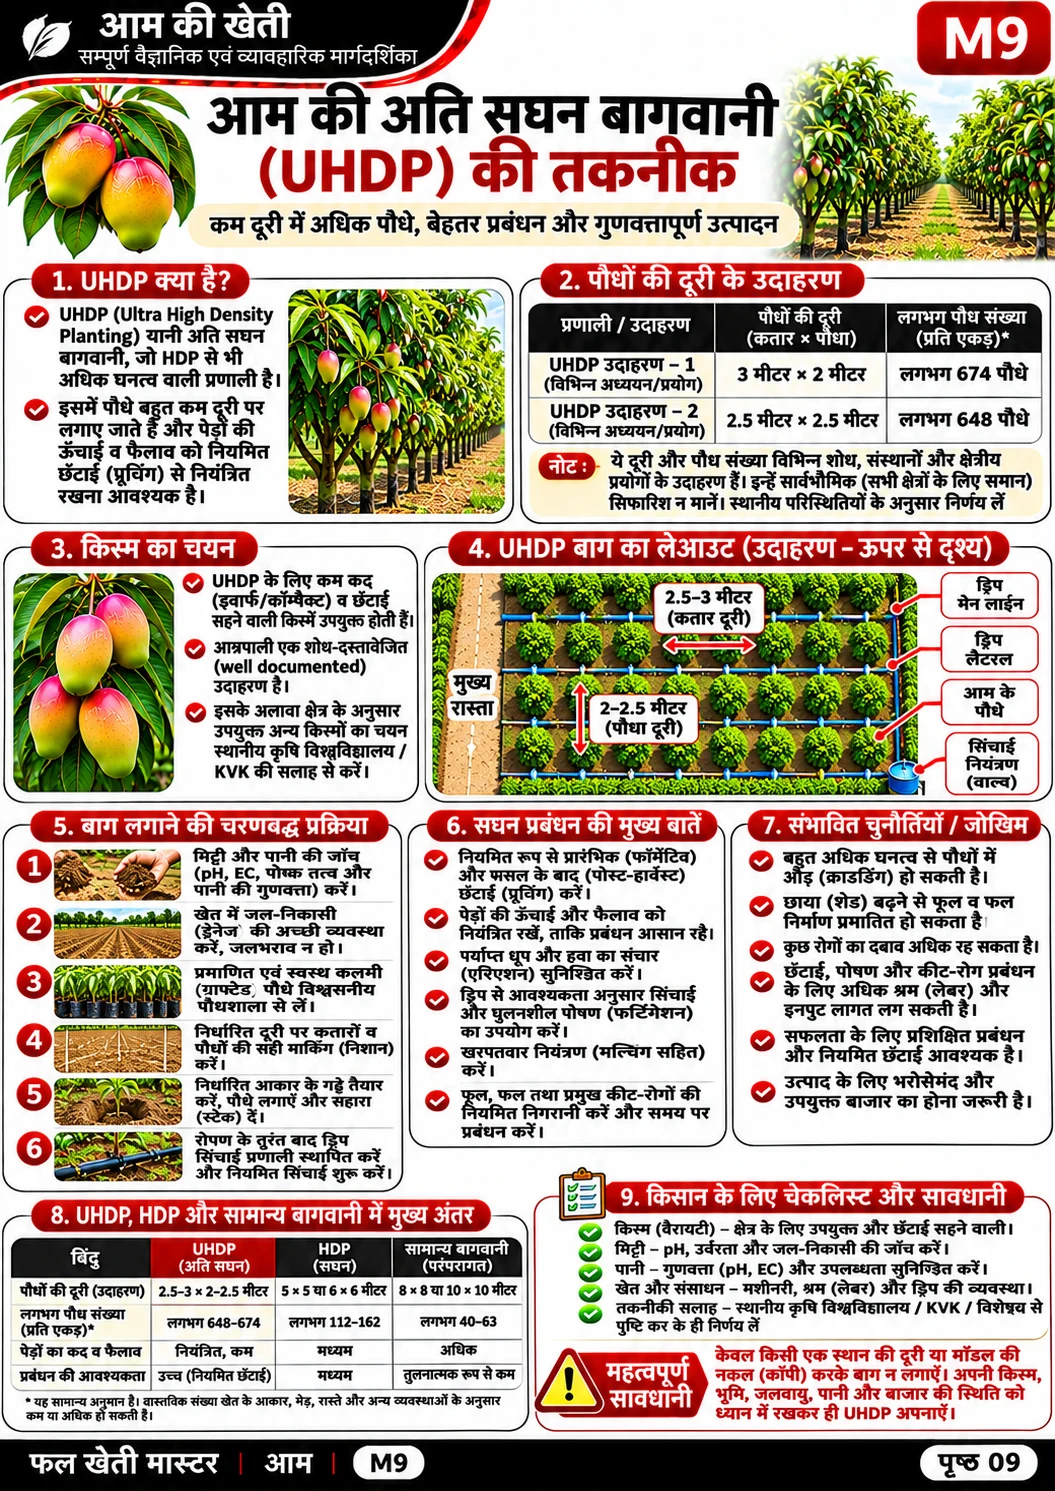 आम की खेती
सम्पूर्ण वैज्ञानिक एवं व्यावहारिक मार्गदर्शिका
M9
आम की अति सघन बागवानी
(UHDP) की तकनीक
कम दूरी में अधिक पौधे, बेहतर प्रबंधन और गुणवत्तापूर्ण उत्पादन
1. UHDP क्या है?
UHDP (Ultra High Density
Planting) यानी अति सघन
बागवानी, जो HDP से भी
अधिक घनत्व वाली प्रणाली है।
इसमें पौधे बहुत कम दूरी पर
लगाए जाते हैं और पेड़ों की
ऊँचाई व फैलाव को नियमित
छँटाई (प्रूनिंग) से नियंत्रित
रखना आवश्यक है।
2. पौधों की दूरी के उदाहरण
प्रणाली / उदाहरण
पौधों की दूरी
(कतार × पौधा)
लगभग पौध संख्या
(प्रति एकड़)*
UHDP उदाहरण – 1
(विभिन्न अध्ययन/प्रयोग)
3 मीटर × 2 मीटर
लगभग 674 पौधे
UHDP उदाहरण – 2
(विभिन्न अध्ययन/प्रयोग)
2.5 मीटर × 2.5 मीटर
लगभग 648 पौधे
नोट :
ये दूरी और पौध संख्या विभिन्न शोध, संस्थानों और क्षेत्रीय
प्रयोगों के उदाहरण हैं। इन्हें सार्वभौमिक (सभी क्षेत्रों के लिए समान)
सिफारिश न मानें। स्थानीय परिस्थितियों के अनुसार निर्णय लें
3. किस्म का चयन
UHDP के लिए कम कद
(इवार्फ/कॉम्पैक्ट) व छँटाई
सहने वाली किस्में उपयुक्त होती हैं।
आम्रपाली एक शोध-दस्तावेजित
(well documented)
उदाहरण है।
इसके अलावा क्षेत्र के अनुसार
उपयुक्त अन्य किस्मों का चयन
स्थानीय कृषि विश्वविद्यालय /
KVK की सलाह से करें।
4. UHDP बाग का लेआउट (उदाहरण – ऊपर से दृश्य)
मुख्य
रास्ता
2.5–3 मीटर
(कतार दूरी)
2–2.5 मीटर
(पौधा दूरी)
ड्रिप
मेन लाईन
ड्रिप
लैटरल
आम के
पौधे
सिंचाई
नियंत्रण
(वाल्व)
5. बाग लगाने की चरणबद्ध प्रक्रिया
1
मिट्टी और पानी की जाँच
(pH, EC, पोषक तत्व और
पानी की गुणवत्ता) करें।
2
खेत में जल-निकासी
(ड्रेनेज) की अच्छी व्यवस्था
करें, जलभराव न हो।
3
प्रमाणित एवं स्वस्थ कलमी
(ग्राफ्टेड) पौधे विश्वसनीय
पौधशाला से लें।
4
निर्धारित दूरी पर कतारों व
पौधों की सही मार्किंग (निशान)
करें।
5
निर्धारित आकार के गड्ढे तैयार
करें, पौधे लगाएँ और सहारा
(स्टेक) दें।
6
रोपण के तुरंत बाद ड्रिप
सिंचाई प्रणाली स्थापित करें
और नियमित सिंचाई शुरू करें।
6. सघन प्रबंधन की मुख्य बातें
नियमित रूप से प्रारंभिक (फॉर्मेटिव)
और फसल के बाद (पोस्ट-हार्वेस्ट)
छँटाई (प्रूनिंग) करें।
पेड़ों की ऊँचाई और फैलाव को
नियंत्रित रखें, ताकि प्रबंधन आसान रहै।
पर्याप्त धूप और हवा का संचार
(एरिएशन) सुनिश्चित करें।
ड्रिप से आवश्यकता अनुसार सिंचाई
और घुलनशील पोषण (फर्टिगेशन)
का उपयोग करें।
खरपतवार नियंत्रण (मल्चिंग सहित)
करें।
फूल, फल तथा प्रमुख कीट-रोगों की
नियमित निगरानी करें और समय पर
प्रबंधन करें।
7. संभावित चुनौतियाँ / जोखिम
बहुत अधिक घनत्व से पौधों में
(क्राउडिंग) हो सकती है।
छाया (शेड) बढ़ने से फूल व फल
निर्माण प्रमातित हो सकता है
कुछ रोगों का दबाव अधिक रह सकता है।
छँटाई, पोषण और कीट-रोग प्रबंधन
के लिए अधिक श्रम (लेबर) और
इनपुट लागत लग सकती है।
सफलता के लिए प्रशिक्षित प्रबंधन
और नियमित छँटाई आवश्यक है।
उत्पाद के लिए भरोसेमंद और
उपयुक्त बाजार का होना जरूरी है।
8. UHDP, HDP और सामान्य बागवानी में मुख्य अंतर
बिंदु
UHDP
(अति सघन)
HDP
(सघन)
सामान्य बागवानी
(परंपरागत)
पौधों की दूरी (उदाहरण)
2.5–3 × 2–2.5 मीटर
5 × 5 या 6 × 6 मीटर
8 × 8 या 10 × 10 मीटर
लगभग पौध संख्या
(प्रति एकड़)*
लगभग 648–674
लगभग 112–162
लगभग 40–63
पेड़ों का कद व फैलाव
नियंत्रित, कम
मध्यम
अधिक
प्रबंधन की आवश्यकता
उच्च (नियमित छँटाई)
मध्यम
तुलनात्मक रूप से कम
* यह सामान्य अनुमान है। वास्तविक संख्या खेत के आकार, मेड़, रास्ते और अन्य व्यवस्थाओं के अनुसार
कम या अधिक हो सकती है।
9. किसान के लिए चेकलिस्ट और सावधानी
किस्म (वैरायटी) – क्षेत्र के लिए उपयुक्त और छँटाई सहने वाली।
मिट्टी – pH, उर्वरता और जल-निकासी की जाँच करें।
पानी – गुणवत्ता (pH, EC) और उपलब्धता सुनिश्चित करें।
खेत और संसाधन – मशीनरी, श्रम (लेबर) और ड्रिप की व्यवस्था।
तकनीकी सलाह – स्थानीय कृषि विश्वविद्यालय / KVK / विशेषज्ञ से
पुष्टि कर के ही निर्णय लें
महत्वपूर्ण
सावधानी
केवल किसी एक स्थान की दूरी या मॉडल की
नकल (कॉपी) करके बाग न लगाएँ। अपनी किस्म,
भूमि, जलवायु, पानी और बाजार की स्थिति को
ध्यान में रखकर ही UHDP अपनाएँ।
फल खेती मास्टर | आम | M9
पृष्ठ 09